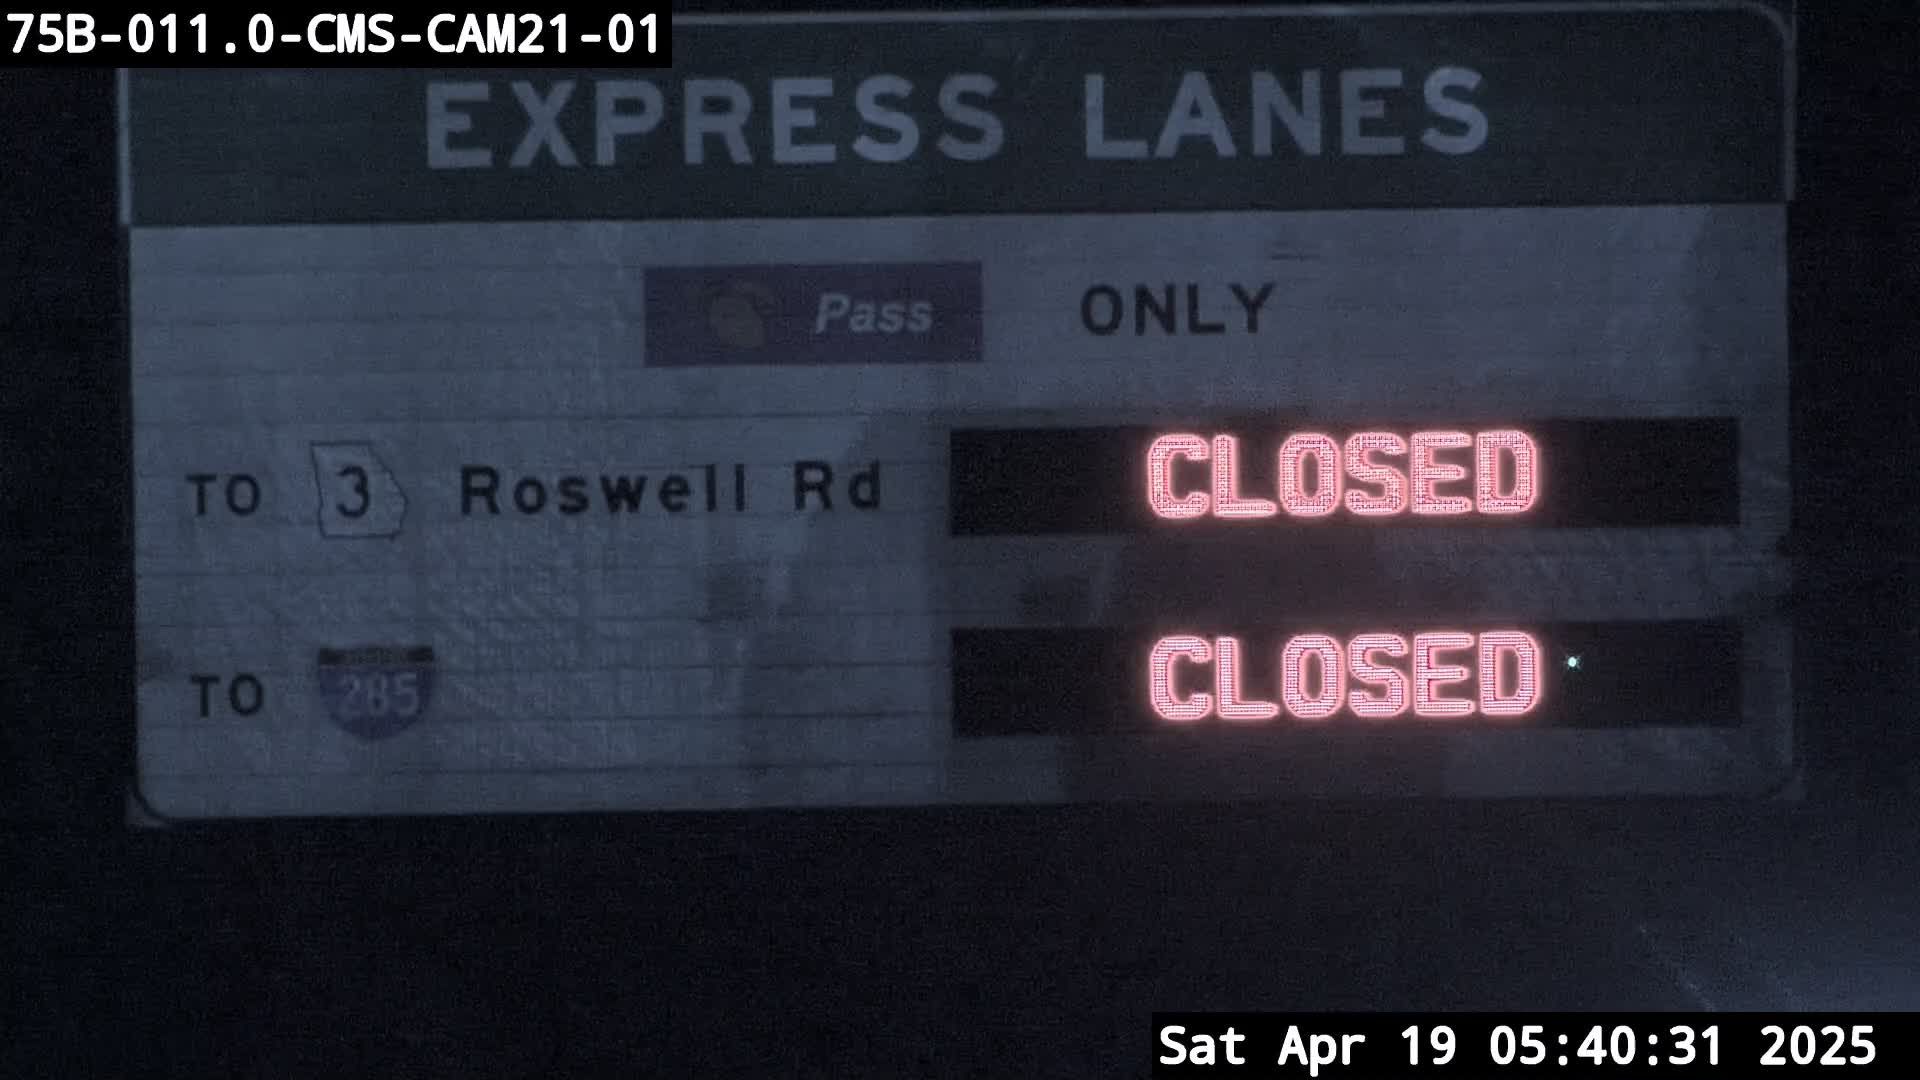 75B-011.0-CMS-CAM21-01
EXPRESS LANES
Pass ONLY
TO 3 Roswell Rd CLOSED
TO 285 CLOSED
Sat Apr 19 05:40:31 2025